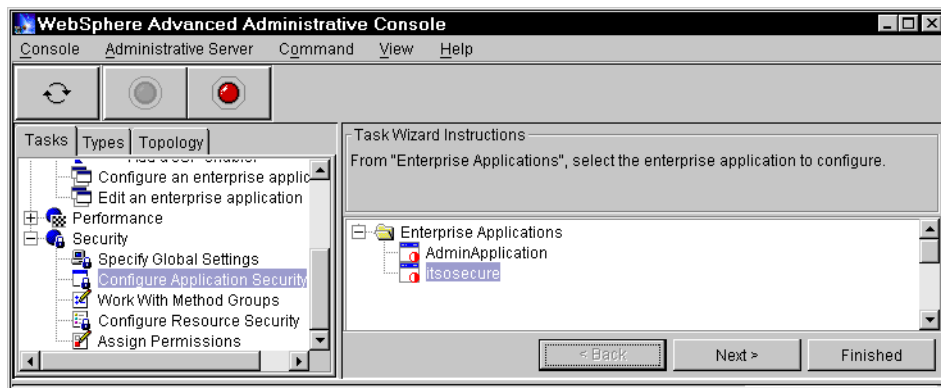 WebSphere Advanced Administrative Console
Console Administrative Server Command View Help
Tasks Types Topology
Configure an enterprise applic
Edit an enterprise application
Performance
Security
Specify Global Settings
Configure Application Security
Work With Method Groups
Configure Resource Security
Assign Permissions
Task Wizard Instructions
From "Enterprise Applications", select the enterprise application to configure.
Enterprise Applications
AdminApplication
itsosecure
< Back Next > Finished